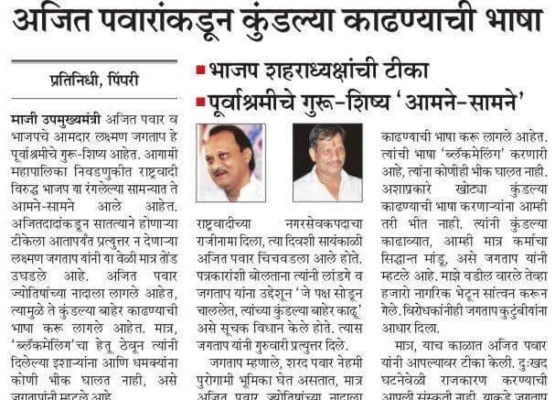 अजित पवारांकडून कुंडल्या काढण्याची भाषा
भाजप शहराध्यक्षांची टीका
पूर्वाश्रमीचे गुरू-शिष्य ‘आमने-सामने’
प्रतिनिधी, पिंपरी
माजी उपमुख्यमंत्री अजित पवार व
भाजपचे आमदार लक्ष्मण जगताप हे
पूर्वाश्रमीचे गुरू-शिष्य आहेत. आगामी
महापालिका निवडणुकीत राष्ट्रवादी
विरुद्ध भाजप या रंगलेल्या सामन्यात ते
आमने-सामने आले आहेत.
अजितदादांकडून सातत्याने होणाऱ्या
टीकेला आतापर्यंत प्रत्युत्तर न देणाऱ्या
लक्ष्मण जगताप यांनी या वेळी मात्र तोंड
उघडले आहे. अजित पवार
ज्योतिषांच्या नादाला लागले आहेत,
त्यामुळे ते कुंडल्या बाहेर काढण्याची
भाषा करू लागले आहेत. मात्र,
‘ब्लॅकमेलिंग’चा हेतू ठेवून त्यांनी
दिलेल्या इशाऱ्यांना आणि धमक्यांना
कोणी भीक घालत नाही, असे
जगतापांनी म्हटले आहे.
राष्ट्रवादीच्या नगरसेवकपदाचा
राजीनामा दिला, त्या दिवशी सायंकाळी
अजित पवार चिंचवडला आले होते.
पत्रकारांशी बोलताना त्यांनी लांडगे व
जगताप यांना उद्देशून ‘जे पक्ष सोडून
चाललेत, त्यांच्या कुंडल्या बाहेर काढू’
असे सूचक विधान केले होते. त्यास
जगताप यांनी गुरुवारी प्रत्युत्तर दिले.
जगताप म्हणाले, शरद पवार नेहमी
पुरोगामी भूमिका घेत असतात, मात्र
अजित पवार ज्योतिषांच्या नादाला
काढण्याची भाषा करू लागले आहेत.
त्यांची भाषा ‘ब्लॅकमेलिंग’ करणारी
आहे, त्यांना कोणीही भीक घालत नाही.
अशाप्रकारे खोट्या कुंडल्या
काढण्याची भाषा करणाऱ्यांना आम्ही
तरी भीत नाही. त्यांनी कुंडल्या
काढाव्यात, आम्ही मात्र कर्माचा
सिद्धान्त मांडू, असे जगताप यांनी
म्हटले आहे. माझे वडील वारले तेव्हा
हजारो नागरिक भेटून सांत्वन करून
गेले. विरोधकांनीही जगताप कुटुंबीयांना
आधार दिला.
मात्र, याच काळात अजित पवार
यांनी आपल्यावर टीका केली. दुःखद
घटनेवेळी राजकारण करण्याची
आपली संस्कृती नाही. याकडे जगताप